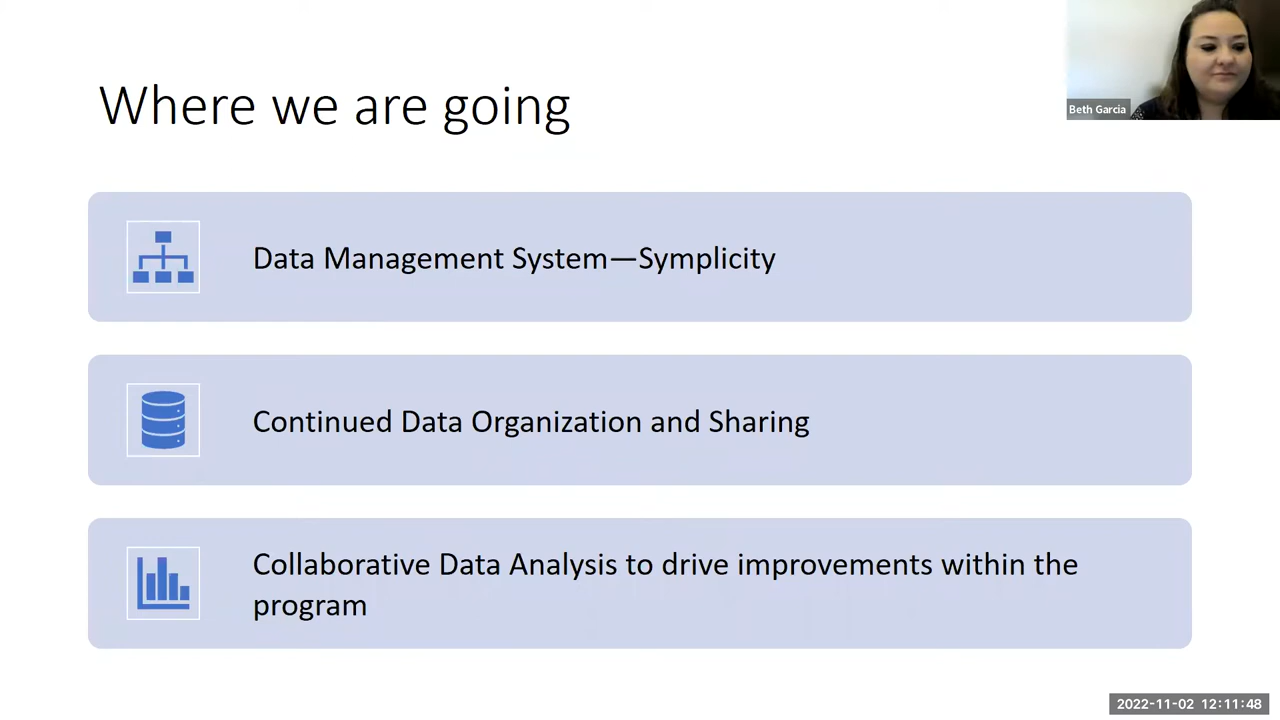 Where we are going
Beth Garcia
Data Management System—Symplicity
Continued Data Organization and Sharing
Collaborative Data Analysis to drive improvements within the
program
2022-11-02 12:11:48